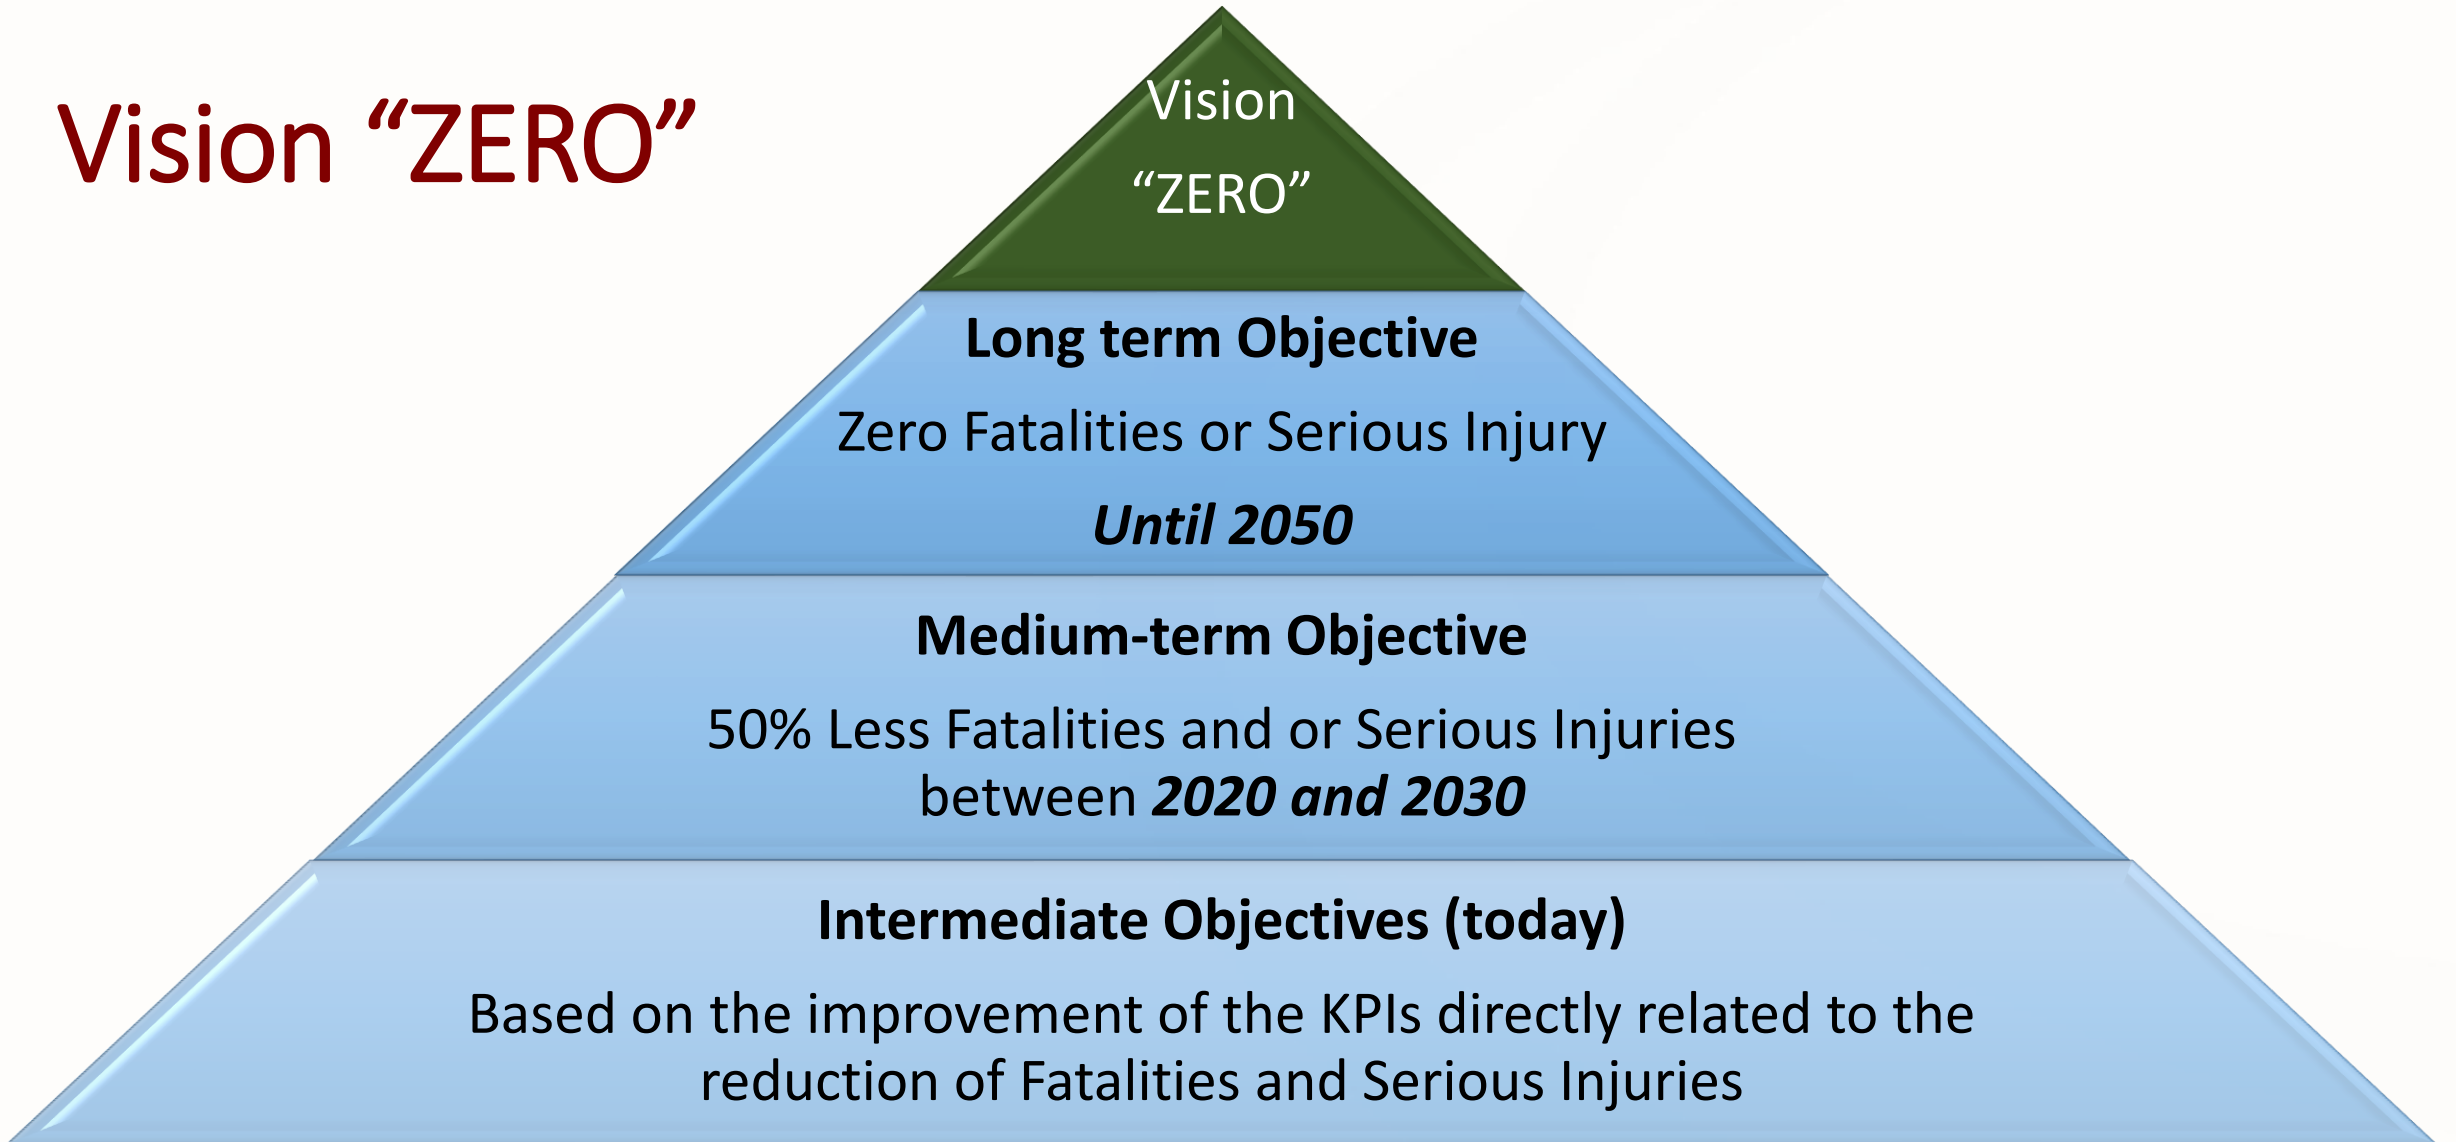 Vision “ZERO”
Vision
“ZERO”
Long term Objective
Zero Fatalities or Serious Injury
Until 2050
Medium-term Objective
50% Less Fatalities and or Serious Injuries
between 2020 and 2030
Intermediate Objectives (today)
Based on the improvement of the KPIs directly related to the
reduction of Fatalities and Serious Injuries